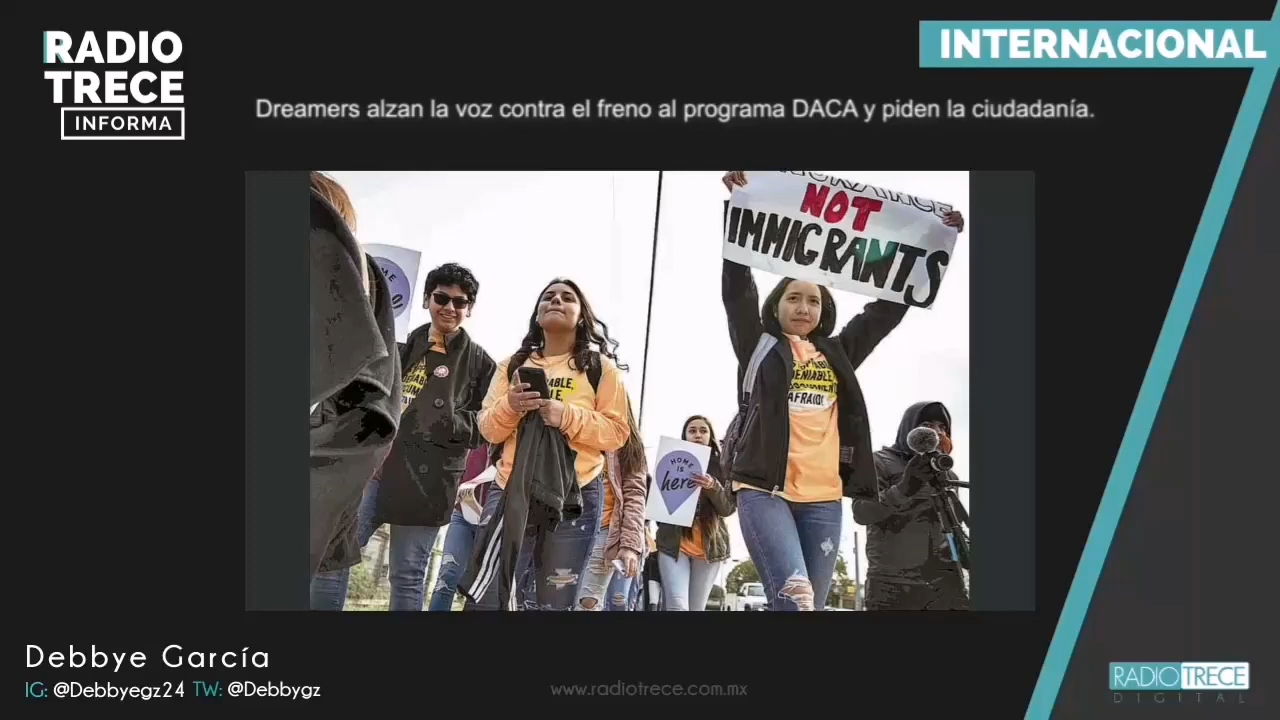 RADIO
TRECE
INFORMA
INTERNACIONAL
Dreamers alzan la voz contra el freno al programa DACA y piden la ciudadanía.
NOT
IMMIGRANTS
HOME
IS
here
AFRAID
Debbye García
IG: @Debbyegz24 TW: @Debbygz
www.radiotrece.com.mx
RADIO TRECE
DIGITAL